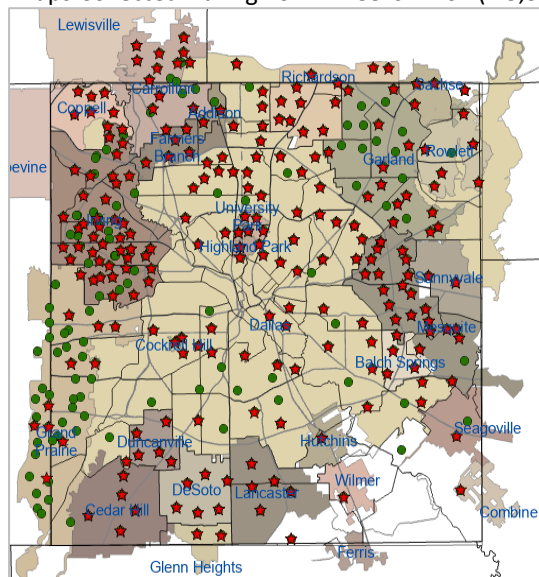 Lewisville
Richardson
Sachse
Carrollton
Coppell
Addison
Farmers
Branch
Garland
Rowlett
pevine
University
Park
Irving
Highland Park
Sunnyvale
Dallas
Mesquite
Cockrell Hill
Balch Springs
Grand
Prairie
Duncanville
Hutchins
Seagoville
DeSoto
Lancaster
Wilmer
Cedar Hill
Combine
Ferris
Glenn Heights